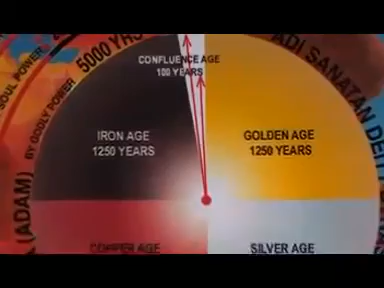 SOUL POWER
5000 YRS
BY GODLY POWER
(ADAM)
ADI SANATAN
CONFLUENCE AGE
100 YEARS
IRON AGE
1250 YEARS
GOLDEN AGE
1250 YEARS
COPPER AGE
SILVER AGE